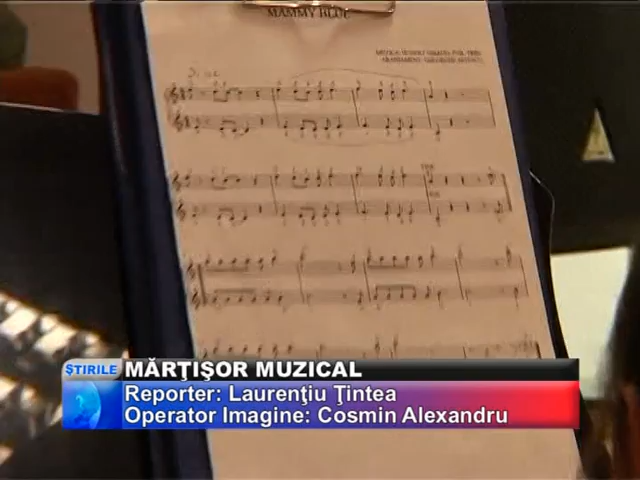 MAMMY BLUE
ŞTIRILE
MĂRŢIŞOR MUZICAL
Reporter: Laurenţiu Ţintea
Operator Imagine: Cosmin Alexandru